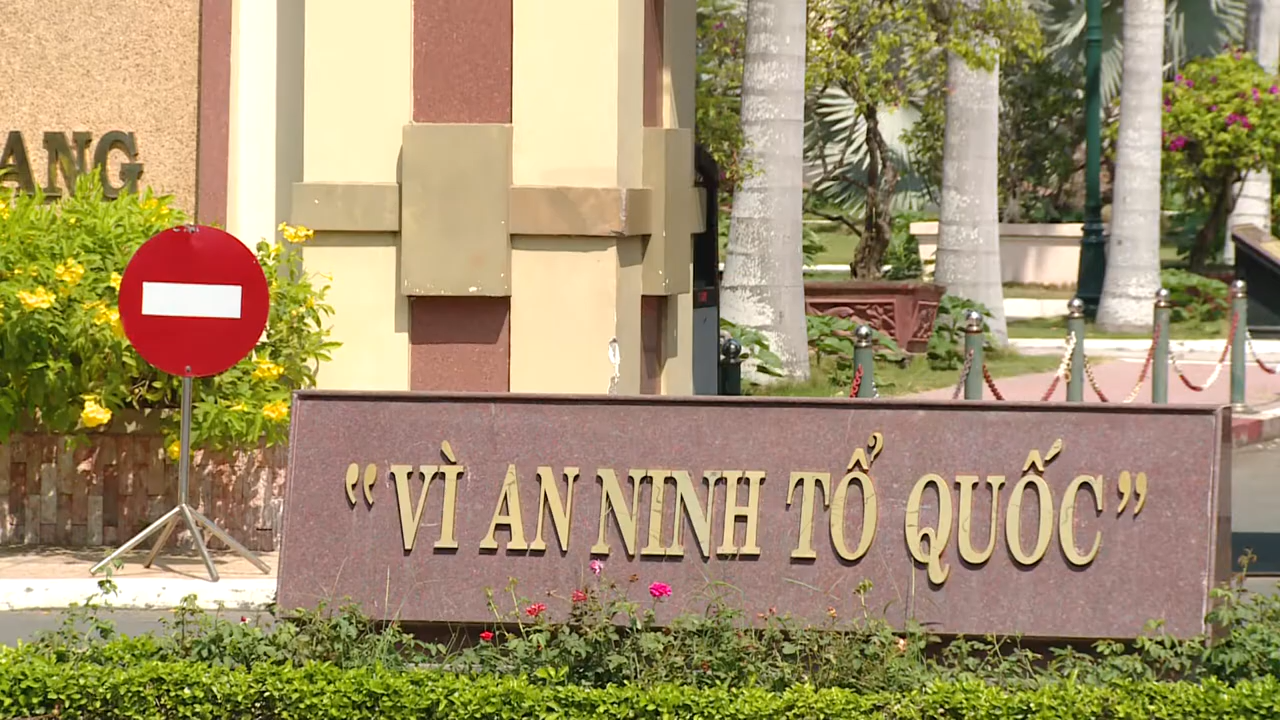 ANG
“VÌ AN NINH TỔ QUỐC”